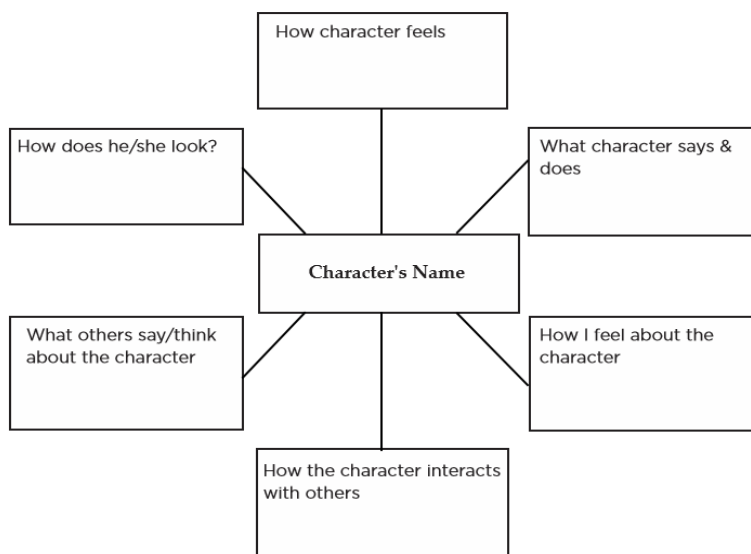 How character feels
How does he/she look?
What character says &
does
Character's Name
What others say/think
about the character
How I feel about the
character
How the character interacts
with others